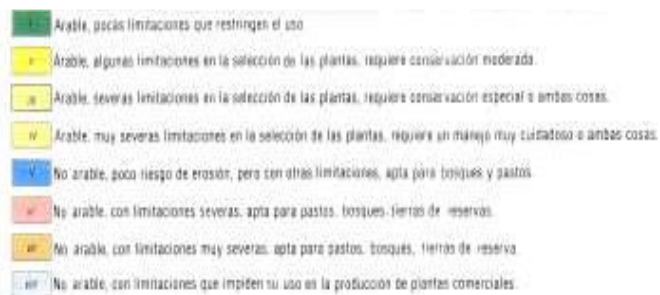 I Arable, pocas limitaciones que restringen el uso
II Arable, algunas limitaciones en la selección de las plantas, requiere conservación moderada.
III Arable, severas limitaciones en la selección de las plantas, requiere conservación especial o ambas cosas.
IV Arable, muy severas limitaciones en la selección de las plantas, requiere un manejo muy cuidadoso o ambas cosas.
V No arable, poco riesgo de erosión, pero con otras limitaciones, apta para bosques y pastos
VI No arable, con limitaciones severas, apta para pastos, bosques, tierras de reservas.
VII No arable, con limitaciones muy severas, apta para pastos, bosques, tierras de reserva.
VIII No arable, con limitaciones que impiden su uso en la producción de plantas comerciales.